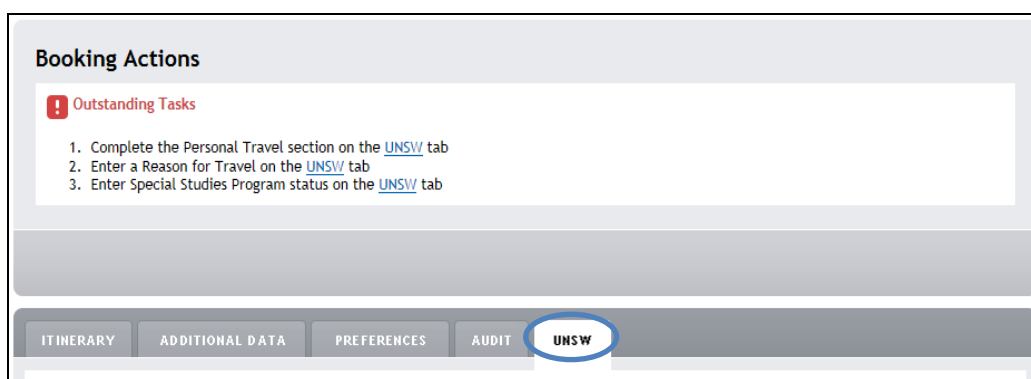 Booking Actions
Outstanding Tasks
1. Complete the Personal Travel section on the UNSW tab
2. Enter a Reason for Travel on the UNSW tab
3. Enter Special Studies Program status on the UNSW tab
ITINERARY ADDITIONAL DATA PREFERENCES AUDIT UNSW